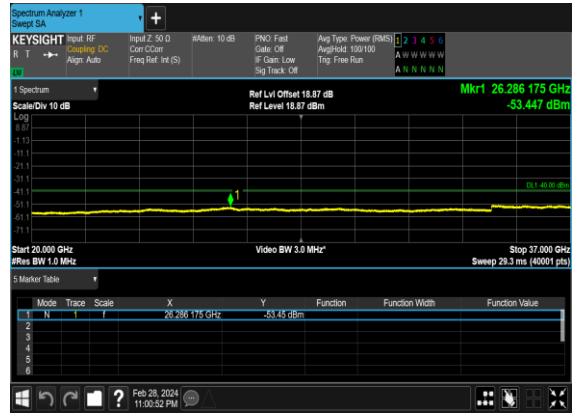 Spectrum Analyzer 1
Swept SA
+
KEYSIGHT Input: RF Input Z: 50 Ω #Atten: 10 dB PNO: Fast Avg Type: Power (RMS) 1 2 3 4 5 6
R T Coupling: DC Corr CCorr Gate: Off Avg|Hold: 100/100 A W W W W W
Align: Auto Freq Ref: Int (S) IF Gain: Low Trig: Free Run
Sig Track: Off A N N N N N
1 Spectrum Ref Lvl Offset 18.87 dB Mkr1 26.286 175 GHz
Scale/Div 10 dB Ref Level 18.87 dBm -53.447 dBm
Log
8.87
-1.13
-11.1
-21.1
-31.1
-41.1 1 DL1 -40.00 dBm
-51.1
-61.1
-71.1
Start 20.000 GHz Video BW 3.0 MHz* Stop 37.000 GHz
#Res BW 1.0 MHz Sweep 29.3 ms (40001 pts)
5 Marker Table
Mode Trace Scale X Y Function Function Width Function Value
1 N 1 f 26.286 175 GHz -53.45 dBm
2
3
4
5
6
? Feb 28, 2024
11:00:52 PM